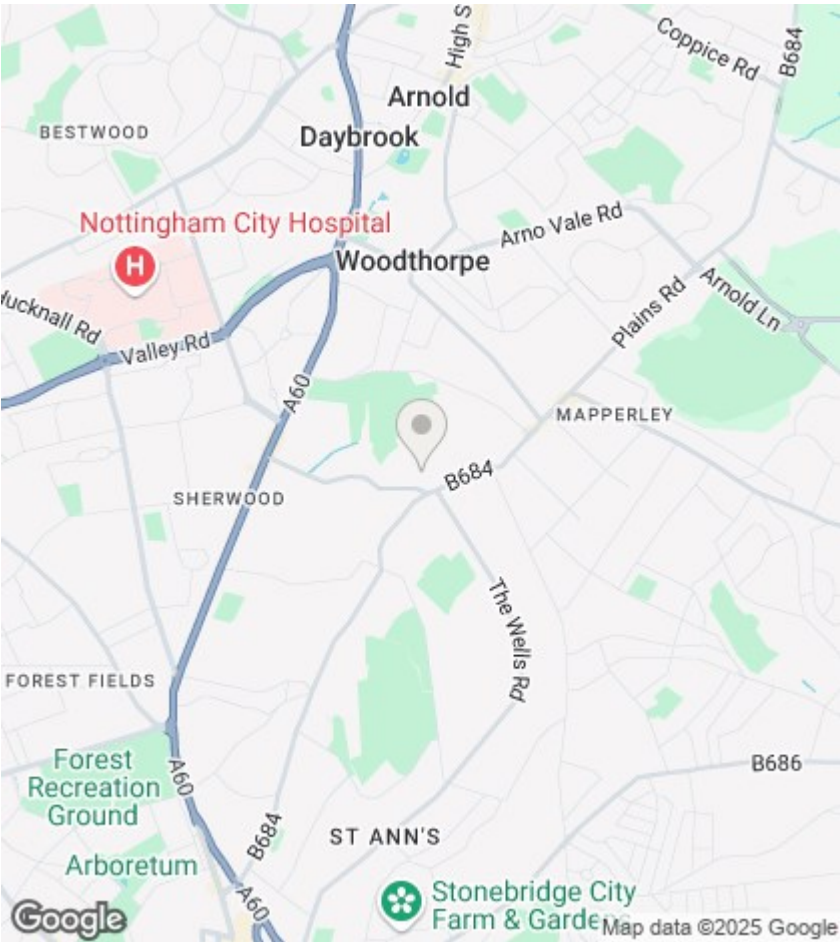 High S
Coppice Rd
B684
Arnold
BESTWOOD
Daybrook
Nottingham City Hospital
H
Arno Vale Rd
Woodthorpe
Hucknall Rd
Valley Rd
Arnold Ln
Plains Rd
A60
MAPPERLEY
B684
SHERWOOD
The Wells Rd
FOREST FIELDS
Forest
Recreation
Ground
A60
B686
B684
ST ANN'S
Arboretum
A60
Stonebridge City
Farm & Gardens
Google
Map data ©2025 Google